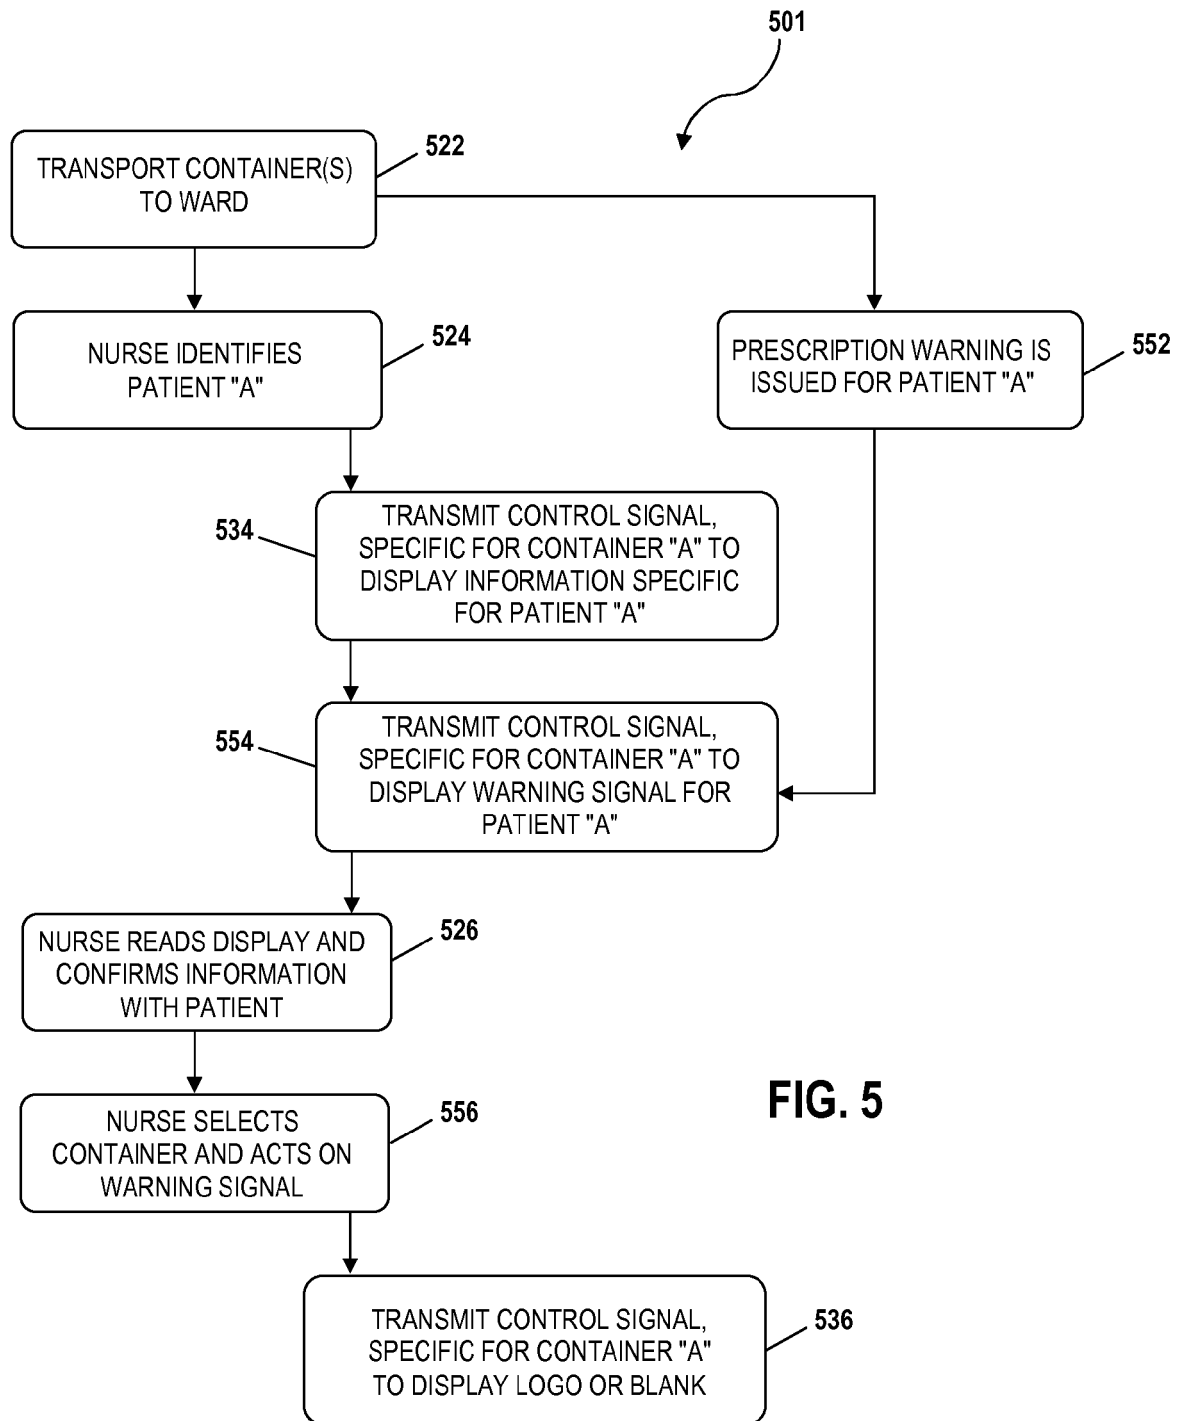 501
TRANSPORT CONTAINER(S)
TO WARD
522
NURSE IDENTIFIES
PATIENT "A"
524
PRESCRIPTION WARNING IS
ISSUED FOR PATIENT "A"
552
534
TRANSMIT CONTROL SIGNAL,
SPECIFIC FOR CONTAINER "A" TO
DISPLAY INFORMATION SPECIFIC
FOR PATIENT "A"
554
TRANSMIT CONTROL SIGNAL,
SPECIFIC FOR CONTAINER "A" TO
DISPLAY WARNING SIGNAL FOR
PATIENT "A"
NURSE READS DISPLAY AND
CONFIRMS INFORMATION
WITH PATIENT
526
NURSE SELECTS
CONTAINER AND ACTS ON
WARNING SIGNAL
556
FIG. 5
TRANSMIT CONTROL SIGNAL,
SPECIFIC FOR CONTAINER "A"
TO DISPLAY LOGO OR BLANK
536